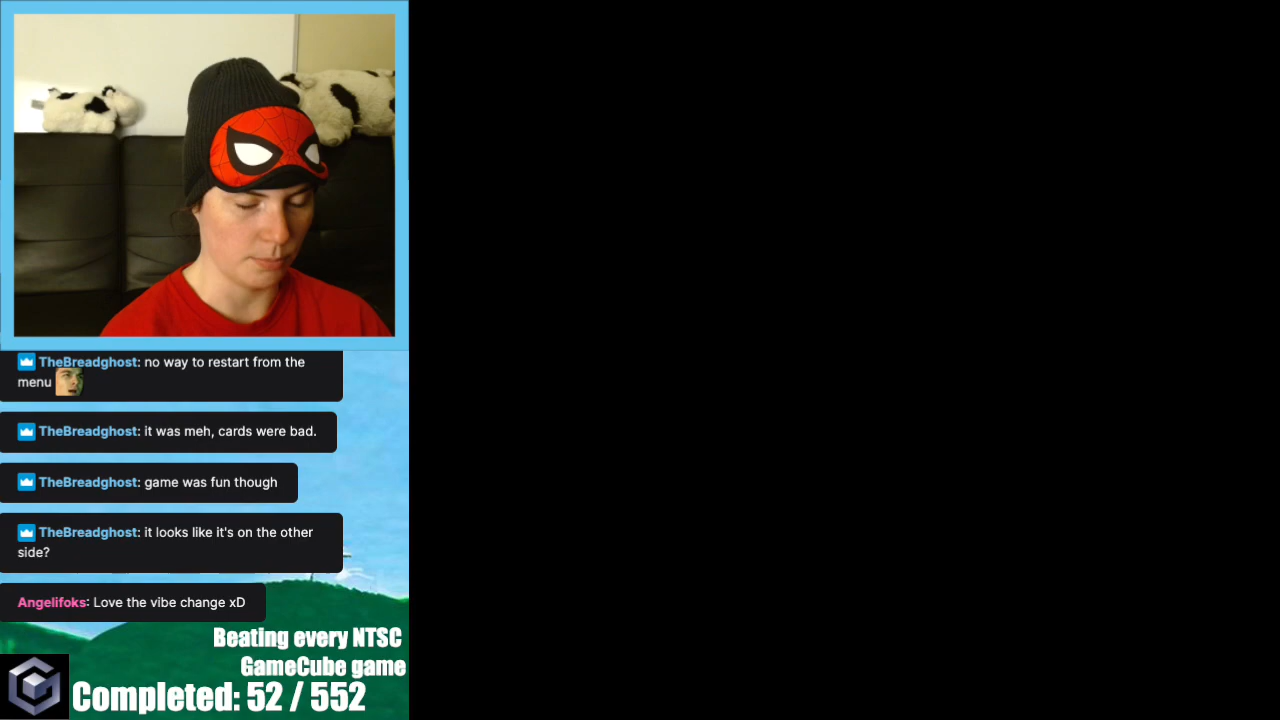 TheBreadghost: no way to restart from the
menu
TheBreadghost: it was meh, cards were bad.
TheBreadghost: game was fun though
TheBreadghost: it looks like it's on the other
side?
Angelifoks: Love the vibe change xD
Beating every NTSC
GameCube game
Completed: 52 / 552